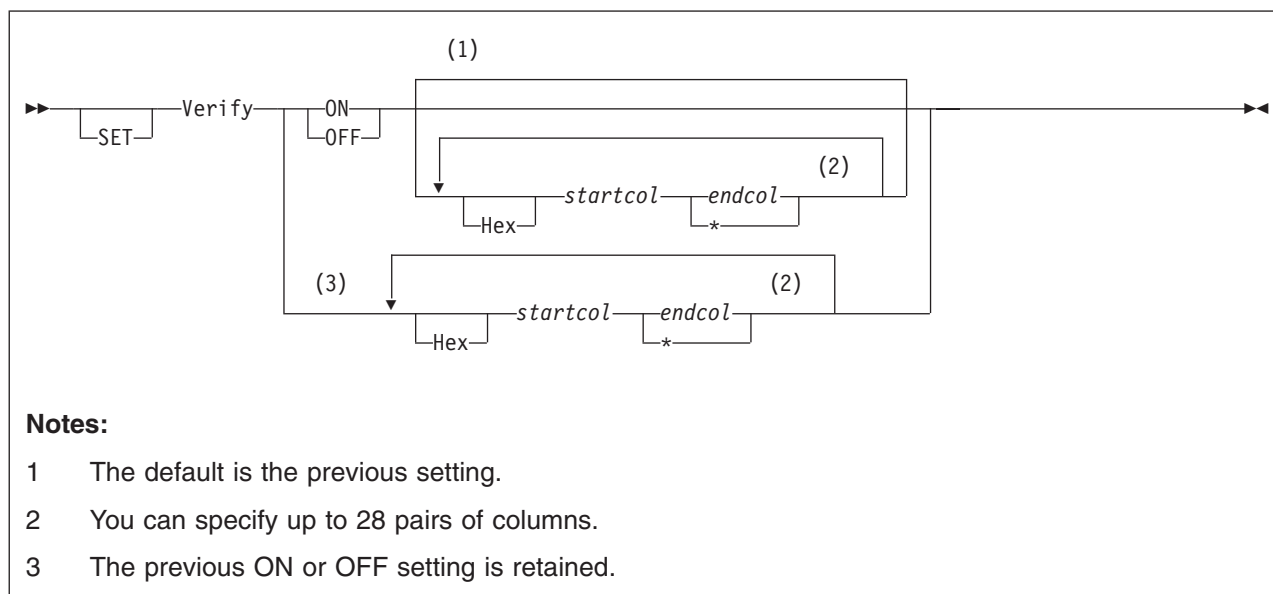 (1)
Verify ON
SET OFF
(2)
startcol endcol
Hex *
(3) (2)
startcol endcol
Hex *
Notes:
1 The default is the previous setting.
2 You can specify up to 28 pairs of columns.
3 The previous ON or OFF setting is retained.